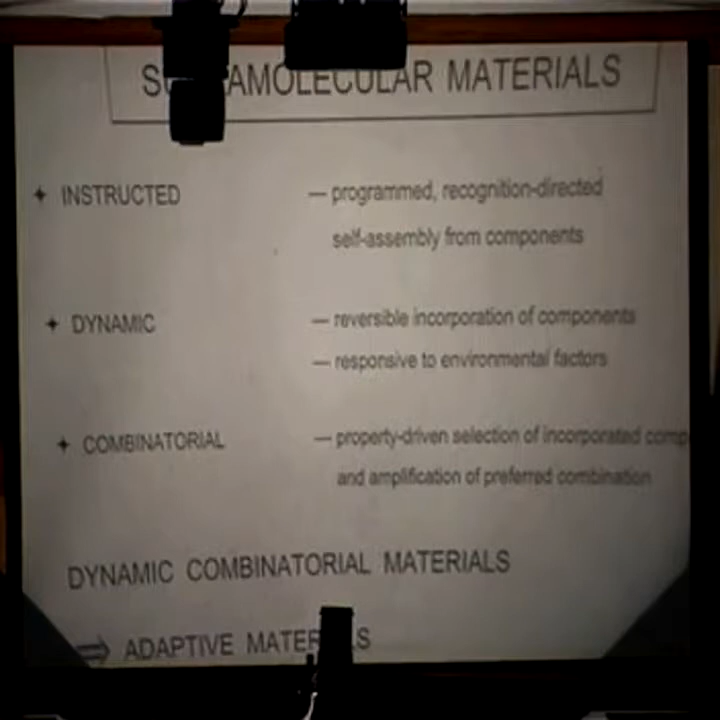 MATERIALS
✦ INSTRUCTED — programmed, recognition-directed
self-assembly from components
✦ DYNAMIC — reversible incorporation of components
— responsive to environmental factors
✦ COMBINATORIAL — property-driven selection of incorporated
and amplification of preferred combination
DYNAMIC COMBINATORIAL MATERIALS
⇒ ADAPTIVE